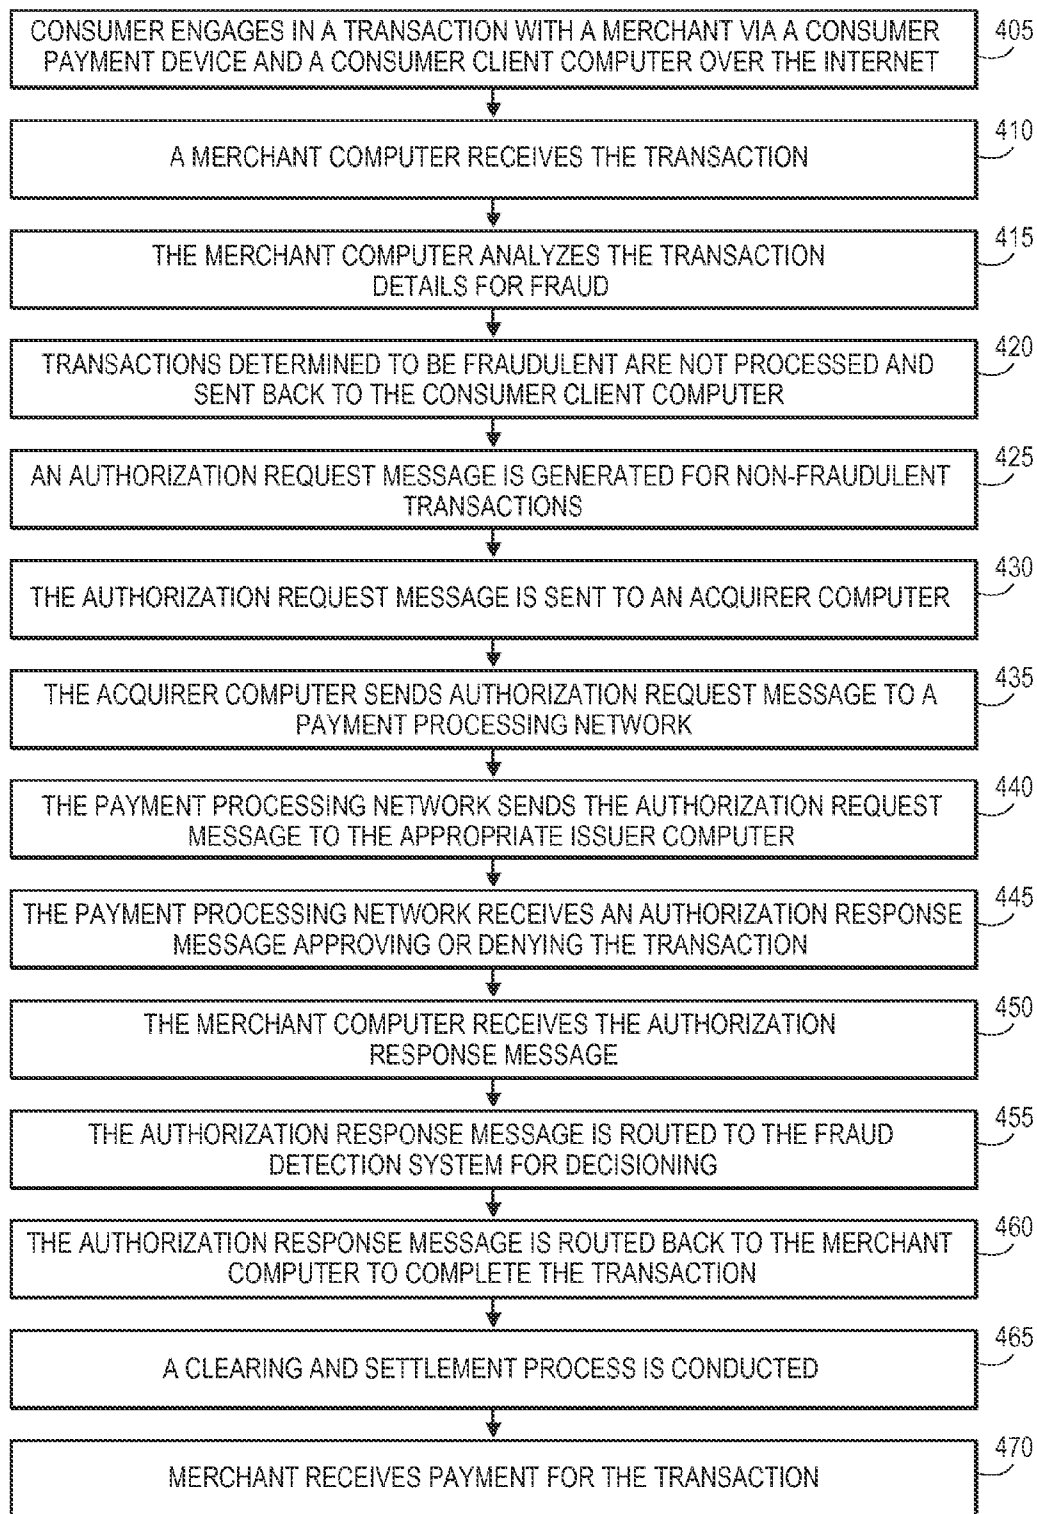 CONSUMER ENGAGES IN A TRANSACTION WITH A MERCHANT VIA A CONSUMER
PAYMENT DEVICE AND A CONSUMER CLIENT COMPUTER OVER THE INTERNET
405
A MERCHANT COMPUTER RECEIVES THE TRANSACTION
410
THE MERCHANT COMPUTER ANALYZES THE TRANSACTION
DETAILS FOR FRAUD
415
TRANSACTIONS DETERMINED TO BE FRAUDULENT ARE NOT PROCESSED AND
SENT BACK TO THE CONSUMER CLIENT COMPUTER
420
AN AUTHORIZATION REQUEST MESSAGE IS GENERATED FOR NON-FRAUDULENT
TRANSACTIONS
425
THE AUTHORIZATION REQUEST MESSAGE IS SENT TO AN ACQUIRER COMPUTER
430
THE ACQUIRER COMPUTER SENDS AUTHORIZATION REQUEST MESSAGE TO A
PAYMENT PROCESSING NETWORK
435
THE PAYMENT PROCESSING NETWORK SENDS THE AUTHORIZATION REQUEST
MESSAGE TO THE APPROPRIATE ISSUER COMPUTER
440
THE PAYMENT PROCESSING NETWORK RECEIVES AN AUTHORIZATION RESPONSE
MESSAGE APPROVING OR DENYING THE TRANSACTION
445
THE MERCHANT COMPUTER RECEIVES THE AUTHORIZATION
RESPONSE MESSAGE
450
THE AUTHORIZATION RESPONSE MESSAGE IS ROUTED TO THE FRAUD
DETECTION SYSTEM FOR DECISIONING
455
THE AUTHORIZATION RESPONSE MESSAGE IS ROUTED BACK TO THE MERCHANT
COMPUTER TO COMPLETE THE TRANSACTION
460
A CLEARING AND SETTLEMENT PROCESS IS CONDUCTED
465
MERCHANT RECEIVES PAYMENT FOR THE TRANSACTION
470